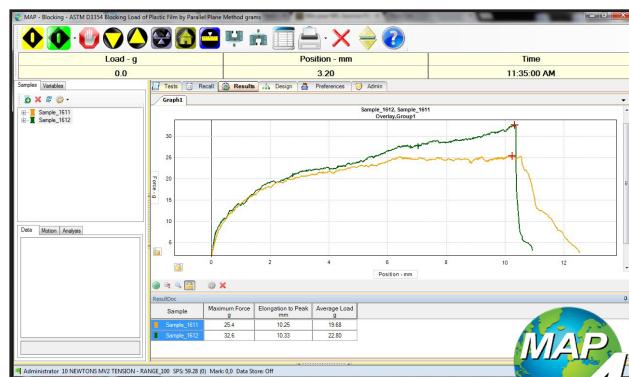 MAP - Blocking - ASTM D3354 Blocking Load of Plastic Film by Parallel Plane Method grams
Load - g
Position - mm
Time
0.0
3.20
11:35:00 AM
Samples
Variables
Tests
Recall
Results
Design
Preferences
Admin
Graph1
Sample_1611
Sample_1612
Sample_1612, Sample_1611
Overlay,Group1
Force - g
30
25
20
15
10
5
0
2
4
6
8
10
12
Position - mm
Data
Motion
Analysis
ResultDoc
Sample
Maximum Force
g
Elongation to Peak
mm
Average Load
g
Sample_1611
25.4
10.25
19.68
Sample_1612
32.6
10.33
22.80
MAP
4
Administrator 10 NEWTONS MV2 TENSION - RANGE_100 SPS: 59.28 (0) Mark: 0,0 Data Store: Off